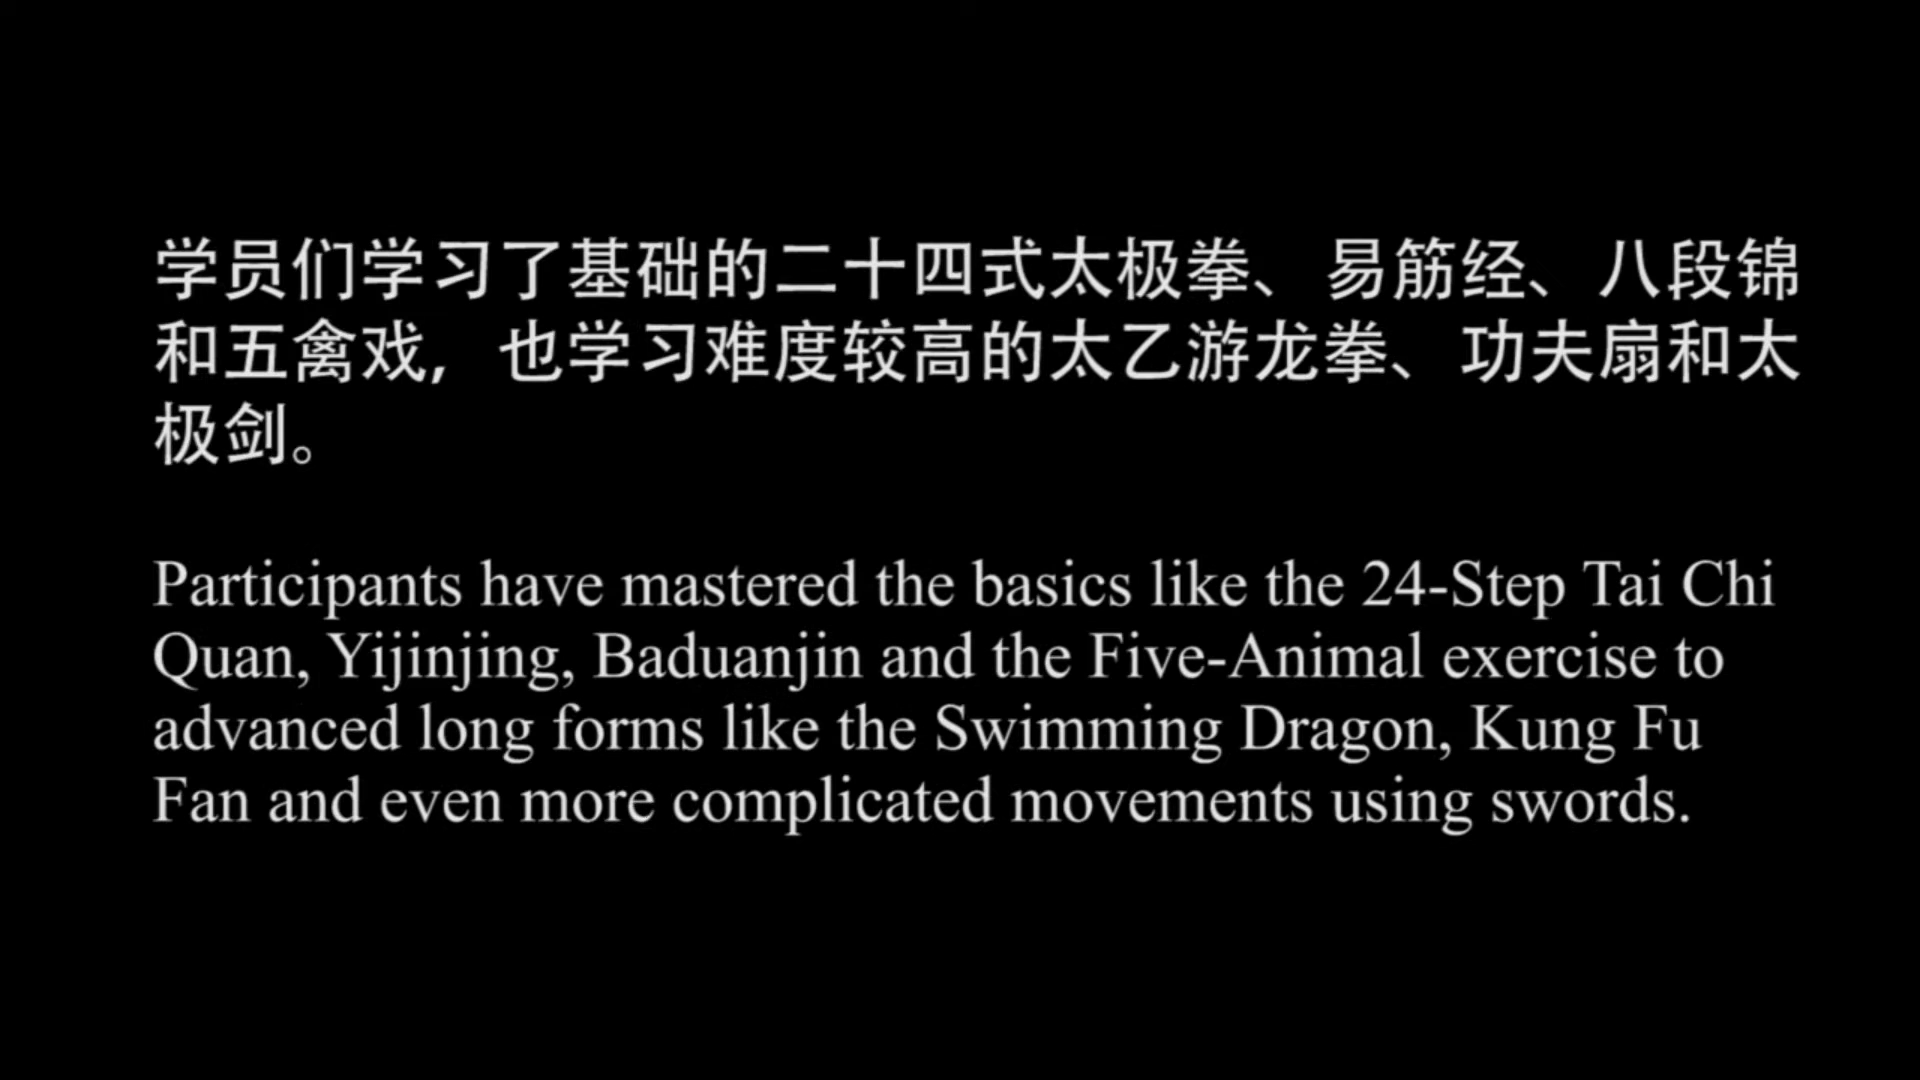 学员们学习了基础的二十四式太极拳、易筋经、八段锦
和五禽戏，也学习难度较高的太乙游龙拳、功夫扇和太
极剑。
Participants have mastered the basics like the 24-Step Tai Chi
Quan, Yijinjing, Baduanjin and the Five-Animal exercise to
advanced long forms like the Swimming Dragon, Kung Fu
Fan and even more complicated movements using swords.